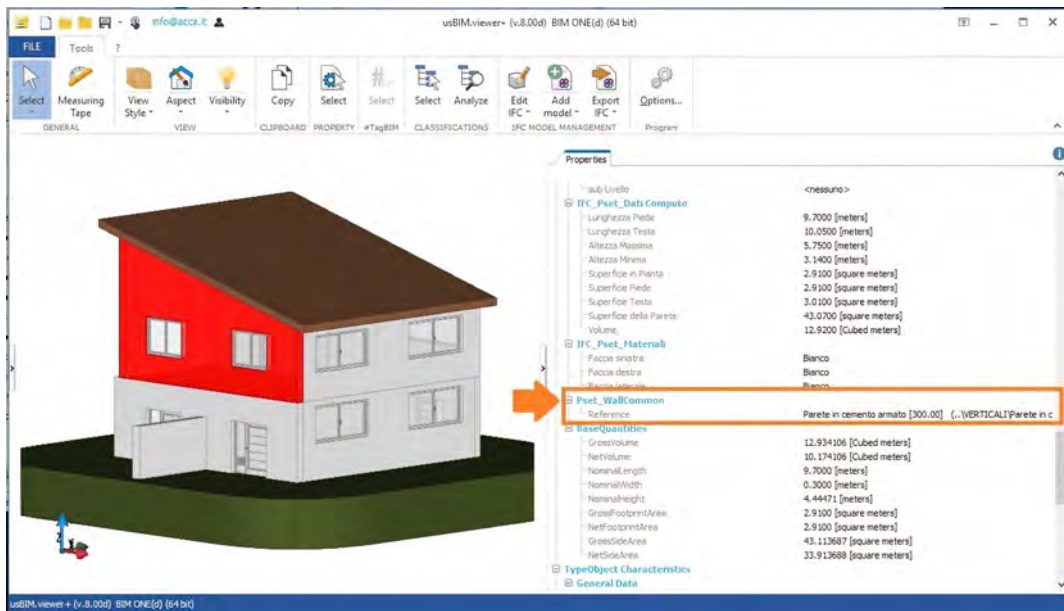 info@acca.it
usBIM.viewer+ (v.8.00d) BIM ONE(d) (64 bit)
FILE Tools ?
Select Measuring Tape View Style Aspect Visibility Copy Select Select Select Analyze Edit IFC Add model Export IFC Options...
GENERAL VIEW CLIPBOARD PROPERTY #TagBIM CLASSIFICATIONS IFC MODEL MANAGEMENT Program
Properties
sub Livello <nessuno>
IFC_Pset_Dati Computo
Lunghezza Piede 9.7000 [meters]
Lunghezza Testa 10.0500 [meters]
Altezza Massima 5.7500 [meters]
Altezza Minima 3.1400 [meters]
Superficie in Pianta 2.9100 [square meters]
Superficie Piede 2.9100 [square meters]
Superficie Testa 3.0100 [square meters]
Superficie della Parete 43.0700 [square meters]
Volume 12.9200 [Cubed meters]
IFC_Pset_Materiali
Faccia sinistra Bianco
Faccia destra Bianco
Faccia laterale Bianco
Pset_WallCommon
Reference Parete in cemento armato [300.00] (..\VERTICALI\Parete in c
BaseQuantities
GrossVolume 12.934106 [Cubed meters]
NetVolume 10.174106 [Cubed meters]
NominalLength 9.7000 [meters]
NominalWidth 0.3000 [meters]
NominalHeight 4.44471 [meters]
GrossFootprintArea 2.9100 [square meters]
NetFootprintArea 2.9100 [square meters]
GrossSideArea 43.113687 [square meters]
NetSideArea 33.913688 [square meters]
TypeObject Characteristics
General Data
Z
usBIM.viewer+ (v.8.00d) BIM ONE(d) (64 bit)